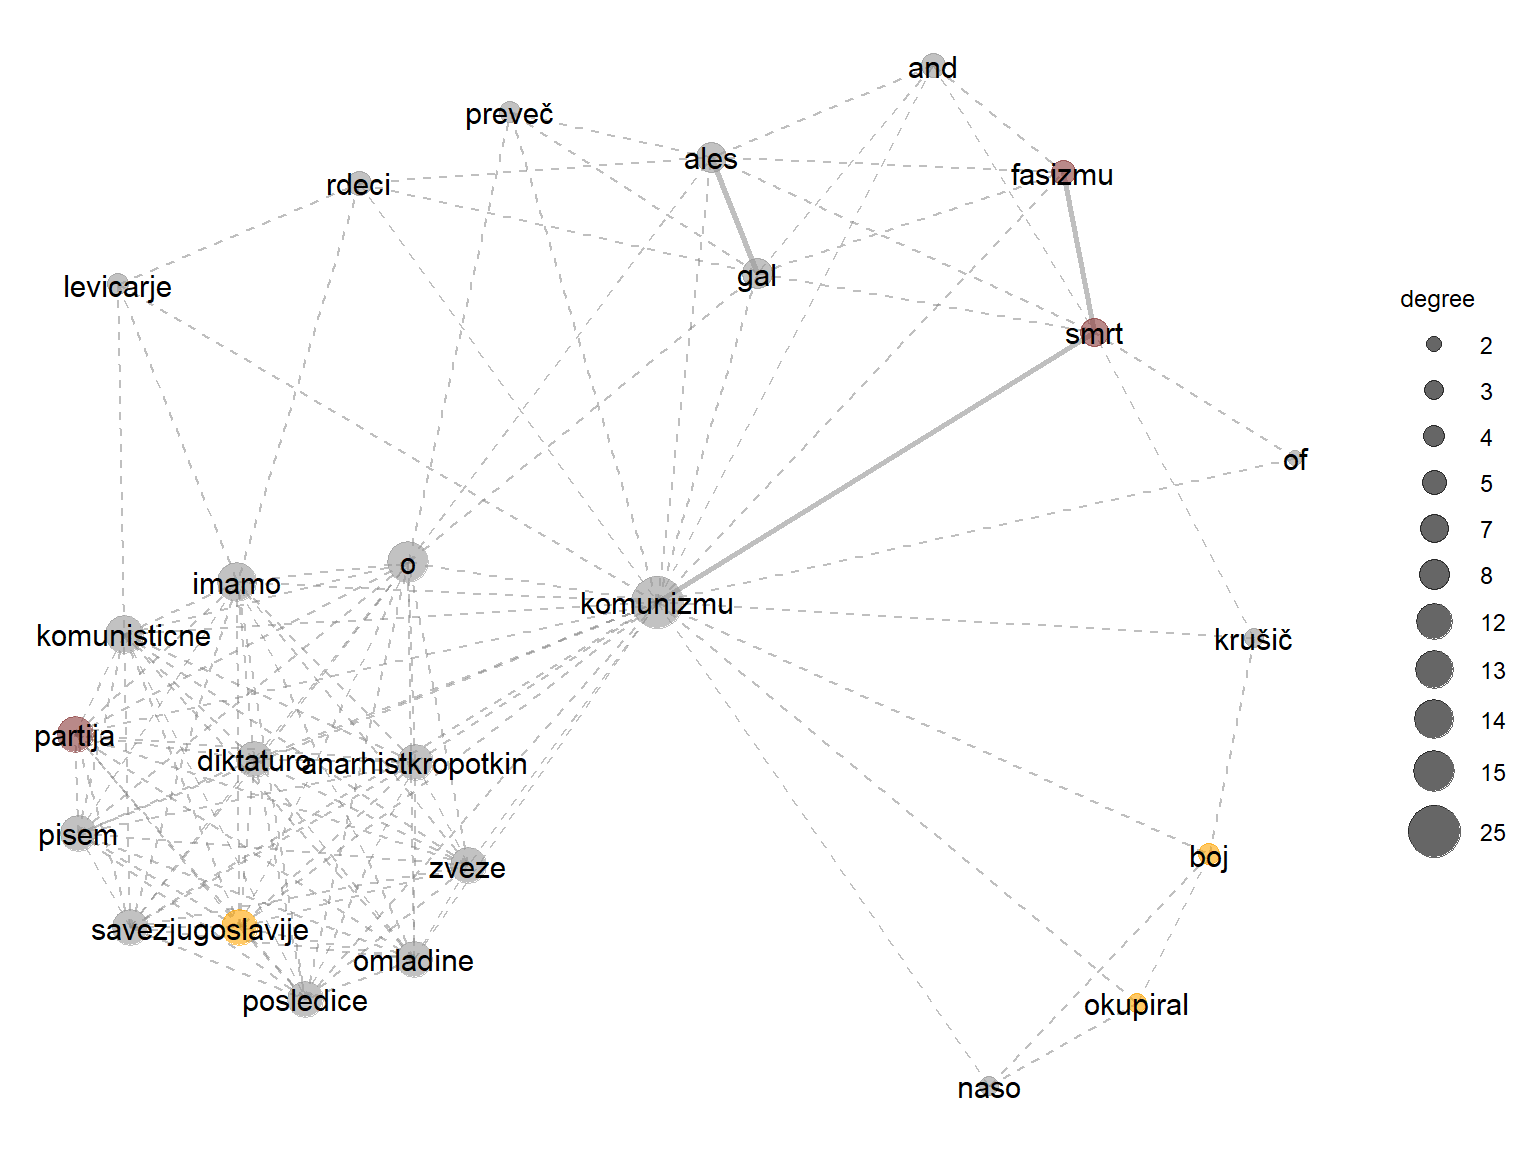 and
preveč
ales
fasizmu
rdeci
gal
levicarje
smrt
of
o
imamo
komunizmu
komunisticne
krušič
partija
diktaturo
anarhistkropotkin
pisem
zveze
boj
savezjugoslavije
omladine
posledice
okupiral
naso
degree
2
3
4
5
7
8
12
13
14
15
25